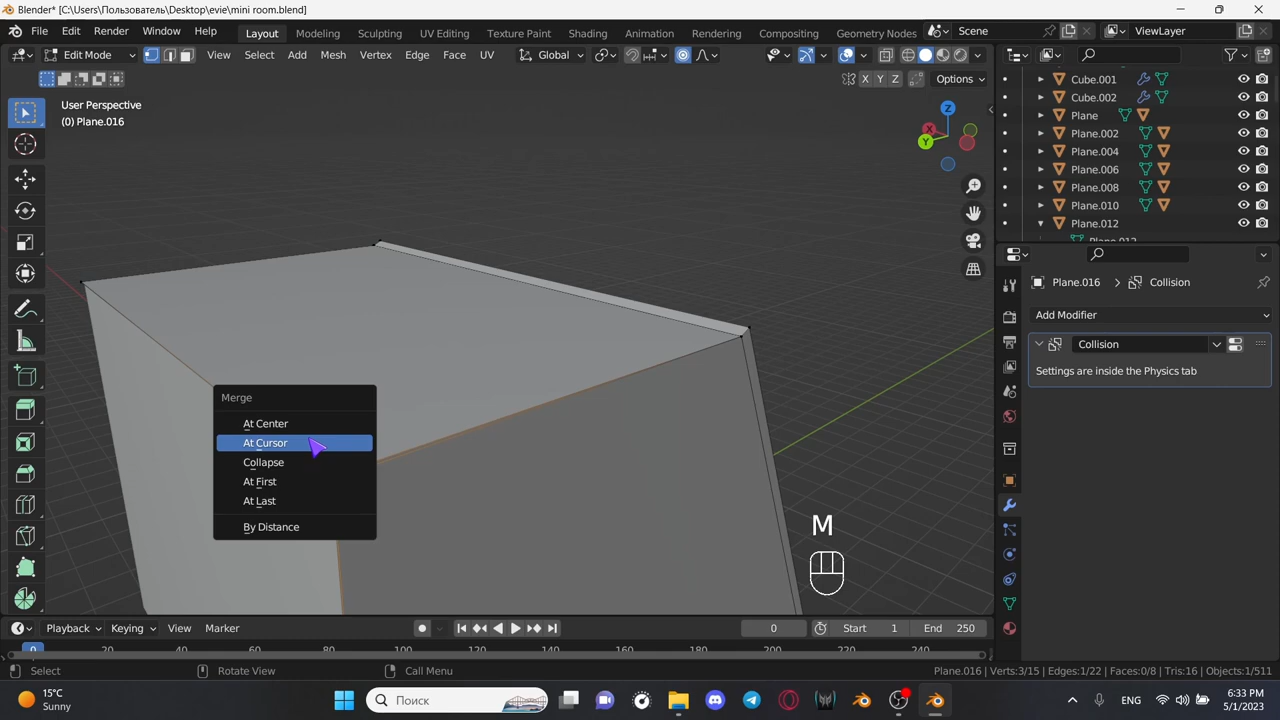 Blender* [C:\Users\Пользователь\Desktop\evie\mini room.blend]
File Edit Render Window Help
Layout Modeling Sculpting UV Editing Texture Paint Shading Animation Rendering Compositing Geometry Nodes
Scene ViewLayer
Edit Mode View Select Add Mesh Vertex Edge Face UV Global
X Y Z Options
User Perspective
(0) Plane.016
Z
X
Y
Cube.001
Cube.002
Plane
Plane.002
Plane.004
Plane.006
Plane.008
Plane.010
Plane.012
Plane.012
Plane.016 > Collision
Add Modifier
Collision
Settings are inside the Physics tab
Merge
At Center
At Cursor
Collapse
At First
At Last
By Distance
M
Playback Keying View Marker
0 Start 1 End 250
0 20 40 60 80 100 120 140 160 180 200 220 240
Select Rotate View Call Menu
Plane.016 | Verts:3/15 | Edges:1/22 | Faces:0/8 | Tris:16 | Objects:1/511
15°C
Sunny
Поиск
ENG
5:33 PM
5/1/2023